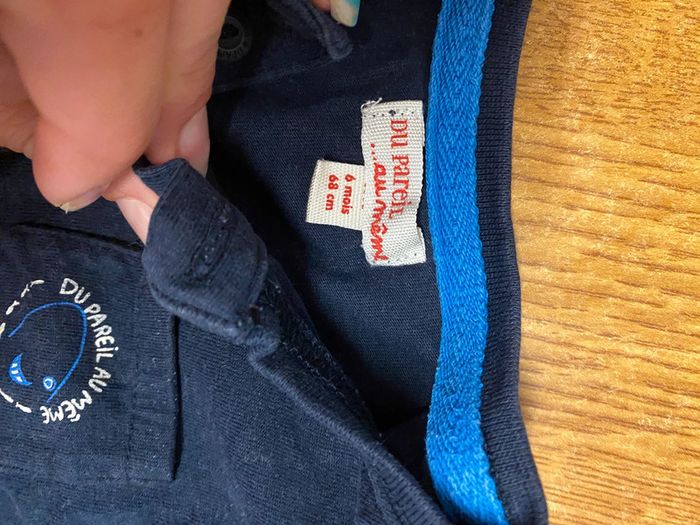 DU PAREIL
...au même
6 mois
68 cm
DU PAREIL AU MÊME